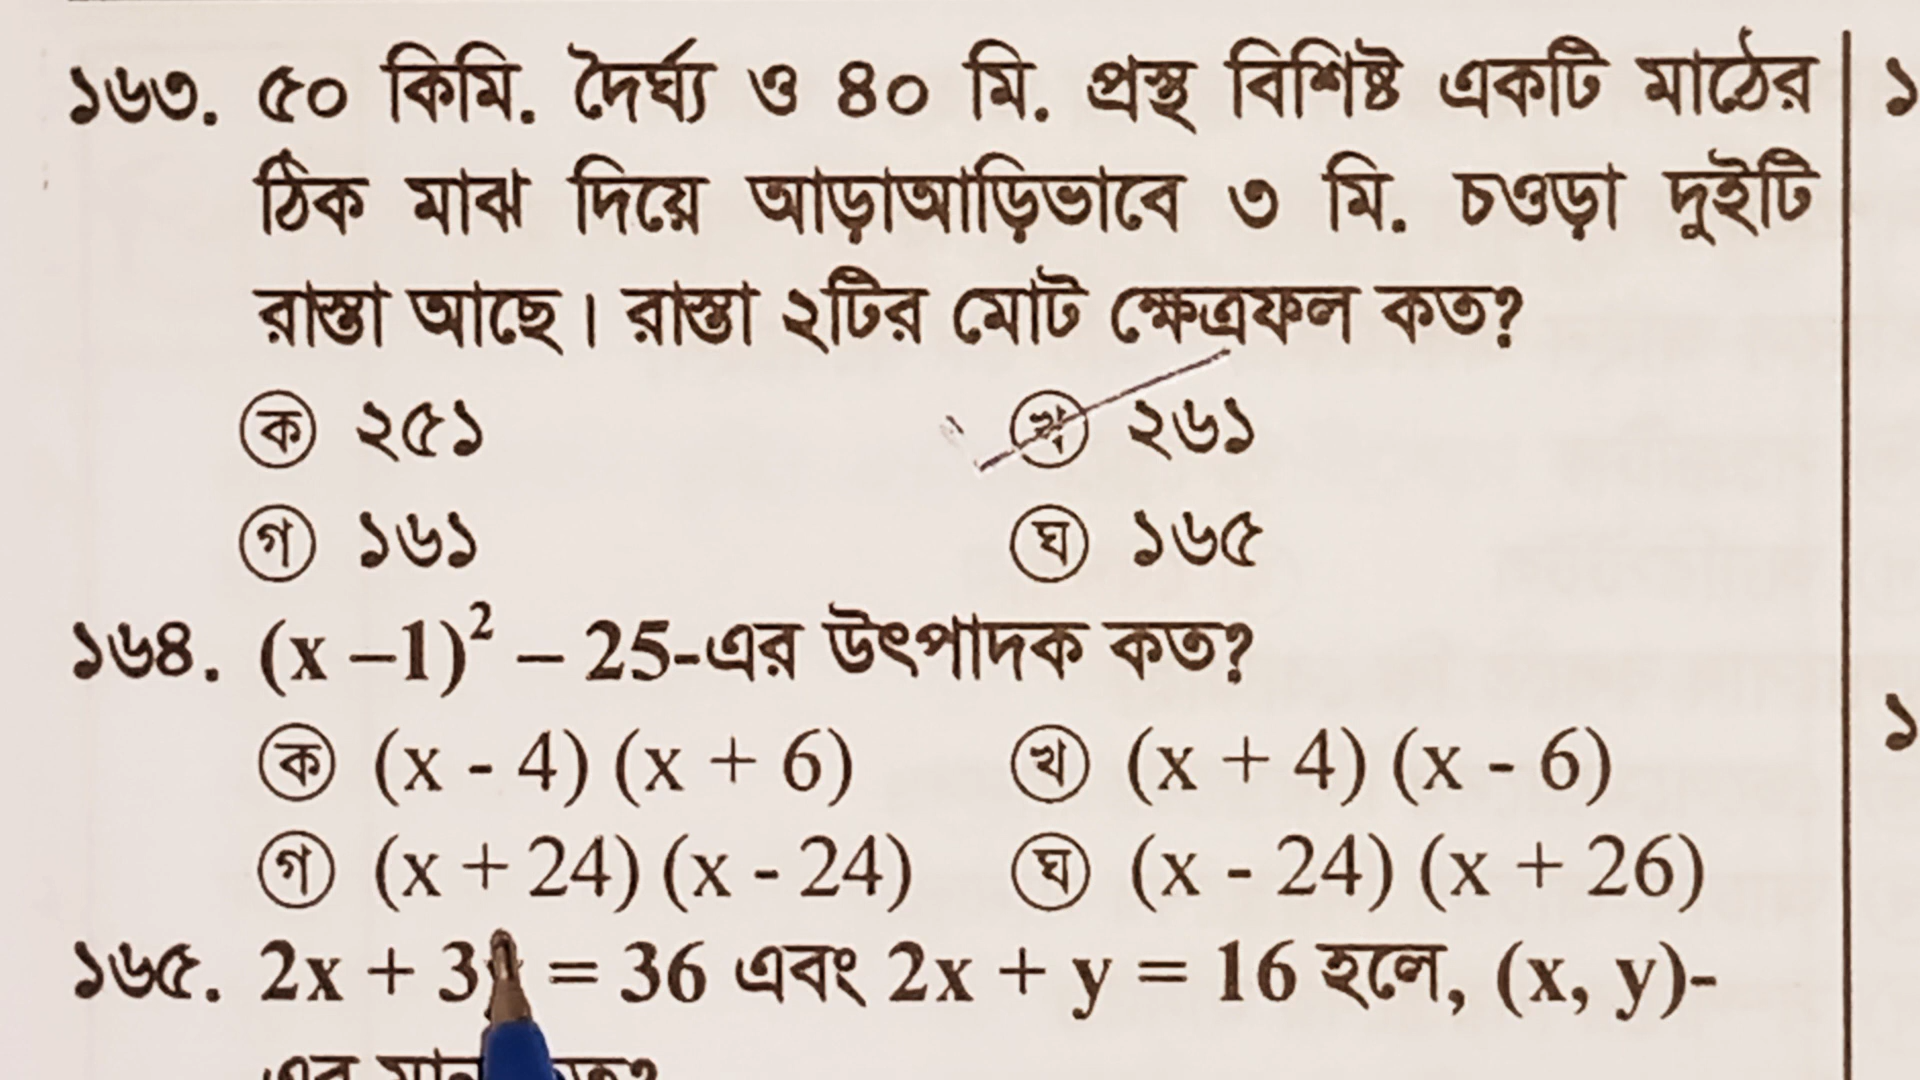 ১৬৩. ৫০ কিমি. দৈর্ঘ্য ও ৪০ মি. প্রস্থ বিশিষ্ট একটি মাঠের
ঠিক মাঝ দিয়ে আড়াআড়িভাবে ৩ মি. চওড়া দুইটি
রাস্তা আছে। রাস্তা ২টির মোট ক্ষেত্রফল কত?
ক ২৫১ খ ২৬১
গ ১৬১ ঘ ১৬৫
১৬৪. (x –1)² – 25-এর উৎপাদক কত?
ক (x - 4) (x + 6) খ (x + 4) (x - 6)
গ (x + 24) (x - 24) ঘ (x - 24) (x + 26)
১৬৫. 2x + 3 = 36 এবং 2x + y = 16 হলে, (x, y)-
এর মান